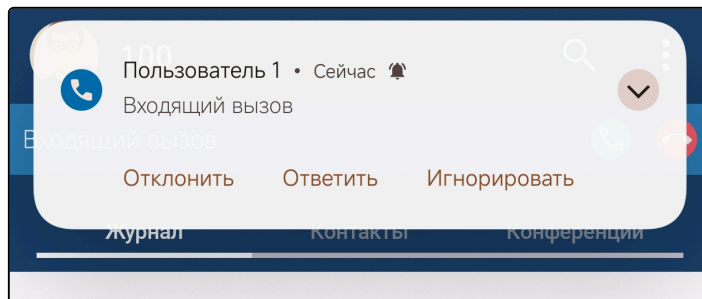 100
Пользователь 1 • Сейчас
Входящий вызов
Входящий вызов
Отклонить Ответить Игнорировать
Журнал Контакты Конференции